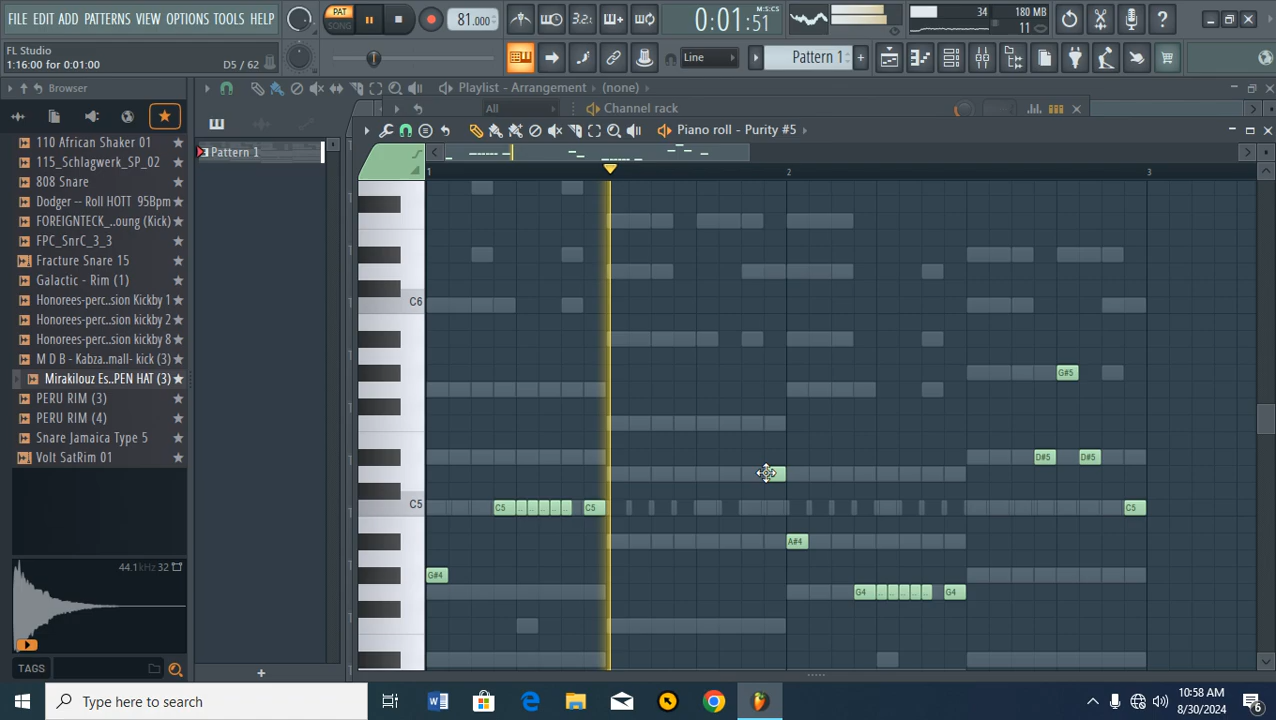 FILE EDIT ADD PATTERNS VIEW OPTIONS TOOLS HELP
FL Studio
1:16:00 for 0:01:00
D5 / 62
PAT
SONG
81.000
3.2.
0:01:51
M:S:CS
34
180 MB
11
Line
Pattern 1
Browser
Playlist - Arrangement
(none)
All
Channel rack
Piano roll - Purity #5
110 African Shaker 01
115_Schlagwerk_SP_02
808 Snare
Dodger -- Roll HOTT 95Bpm
FOREIGNTECK_..oung (Kick)
FPC_SnrC_3_3
Fracture Snare 15
Galactic - Rim (1)
Honorees-perc...sion Kickby 1
Honorees-perc...sion kickby 2
Honorees-perc...sion kickby 8
M D B - Kabza...mall- kick (3)
Mirakilouz Es..PEN HAT (3)
PERU RIM (3)
PERU RIM (4)
Snare Jamaica Type 5
Volt SatRim 01
44.1kHz 32
TAGS
Pattern 1
1
2
3
C6
C5
G#5
D#5
D#5
C5
C5
C5
A#4
G#4
G4
G4
Type here to search
10:58 AM
8/30/2024
6